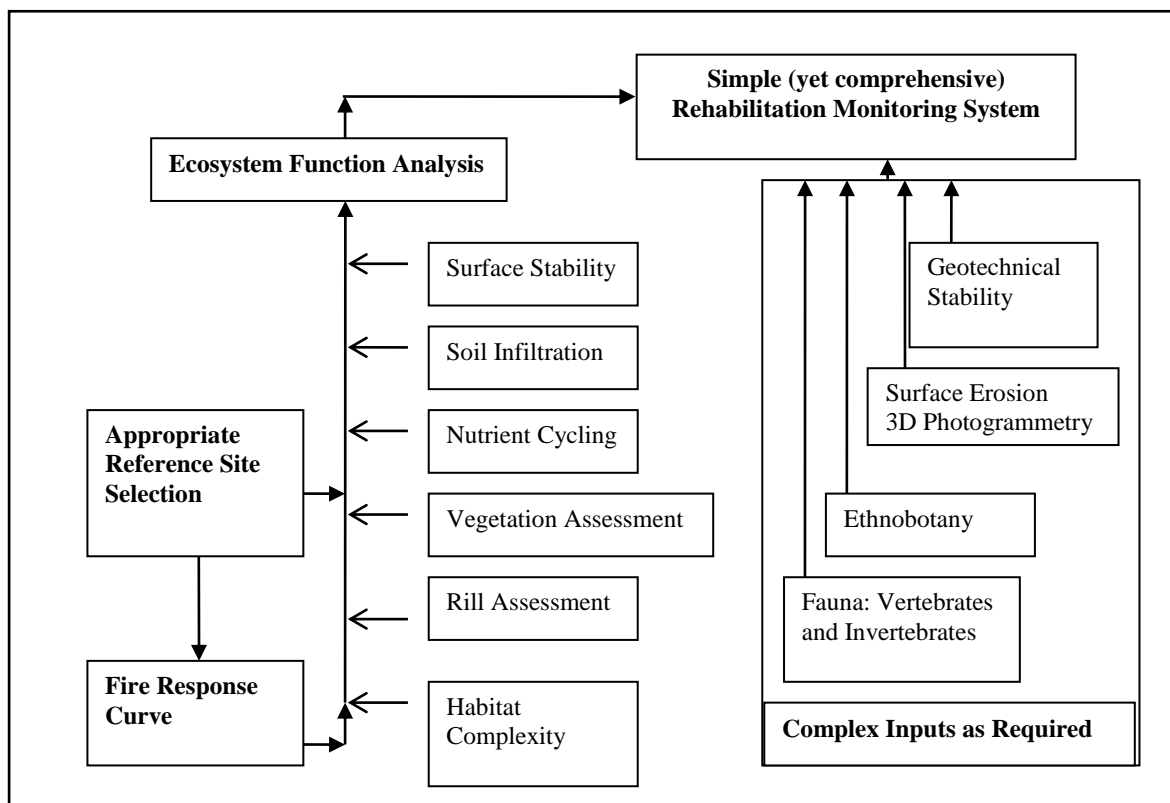 Simple (yet comprehensive)
Rehabilitation Monitoring System
Ecosystem Function Analysis
Surface Stability
Geotechnical
Stability
Soil Infiltration
Surface Erosion
3D Photogrammetry
Appropriate
Reference Site
Selection
Nutrient Cycling
Vegetation Assessment
Ethnobotany
Rill Assessment
Fauna: Vertebrates
and Invertebrates
Fire Response
Curve
Habitat
Complexity
Complex Inputs as Required